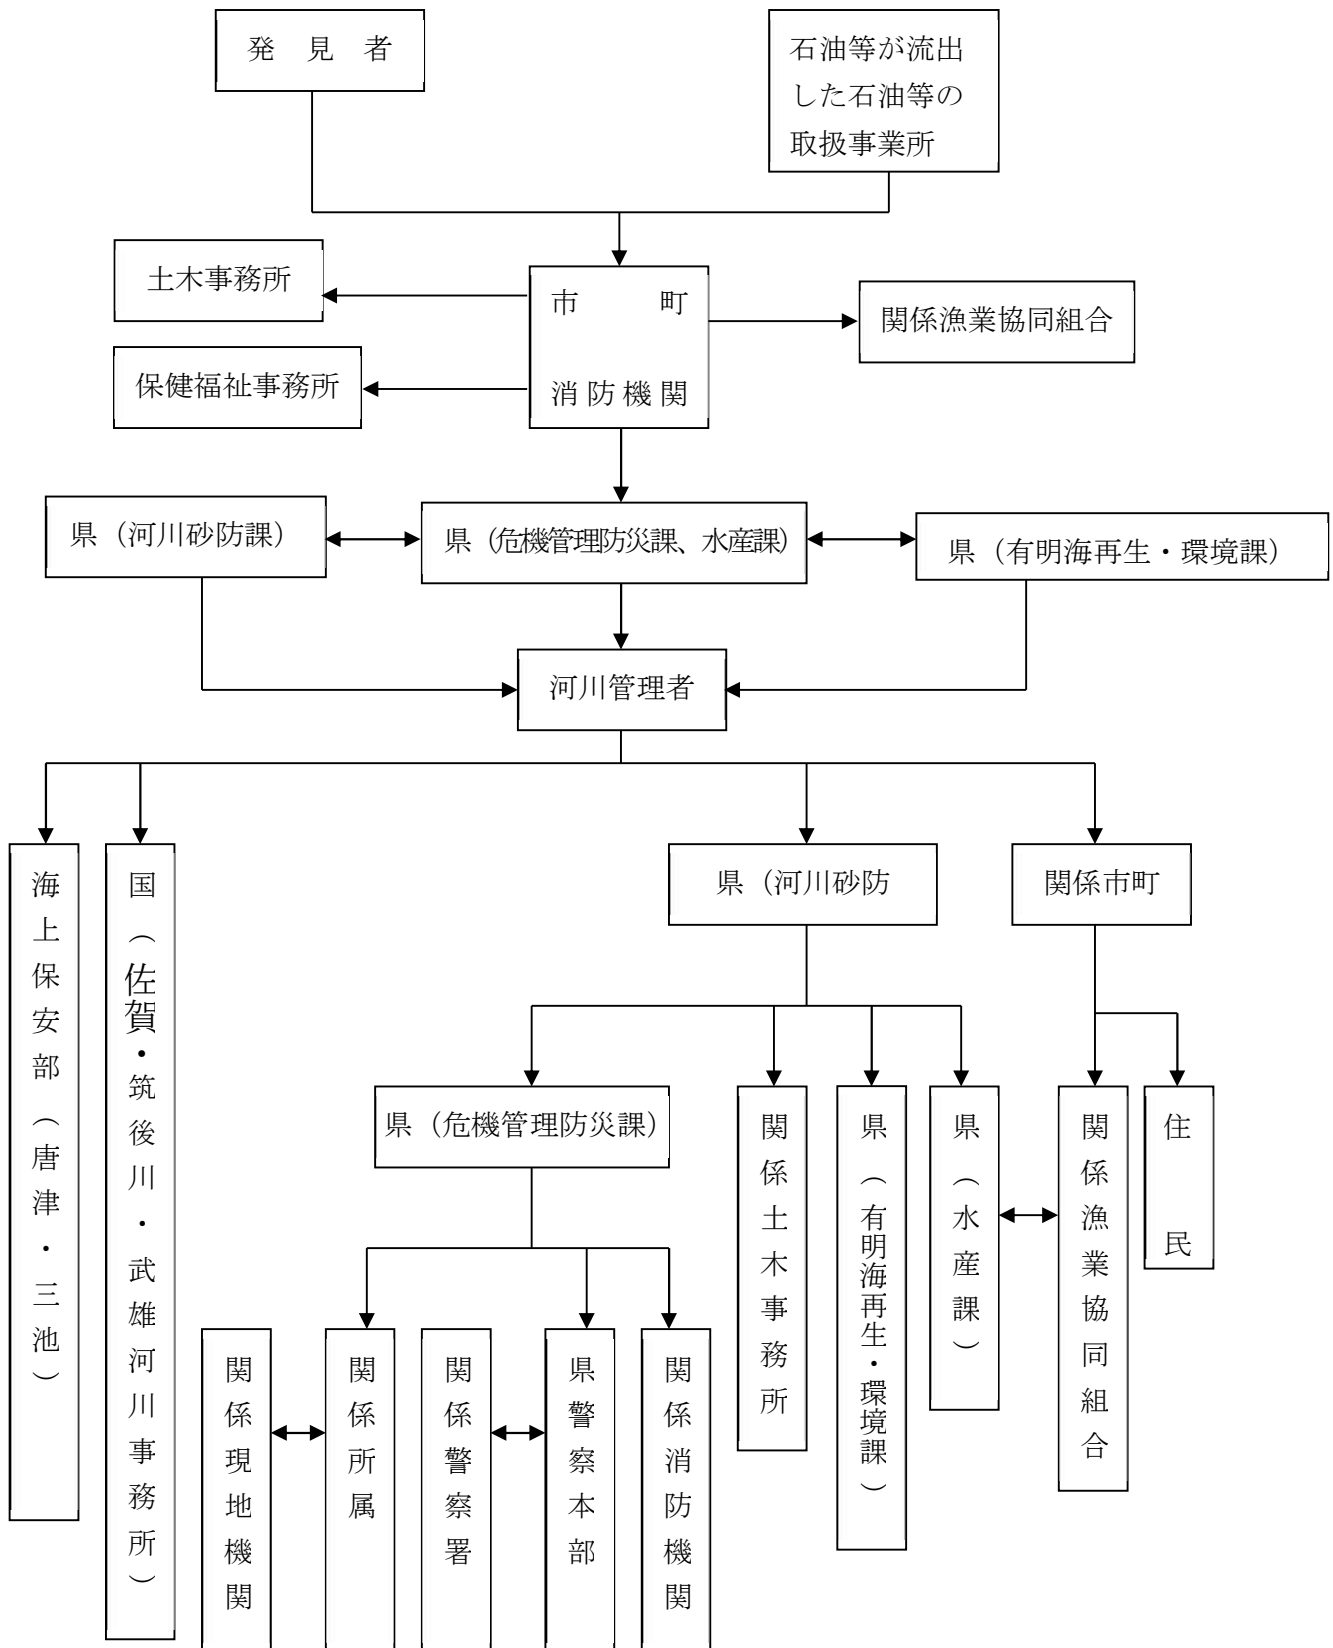 発見者
石油等が流出
した石油等の
取扱事業所
土木事務所
市町
消防機関
関係漁業協同組合
保健福祉事務所
県（河川砂防課）
県（危機管理防災課、水産課）
県（有明海再生・環境課）
河川管理者
海上保安部（唐津・三池）
国（佐賀・筑後川・武雄河川事務所）
県（河川砂防
関係市町
県（危機管理防災課）
関係土木事務所
県（有明海再生・環境課）
県（水産課）
関係漁業協同組合
住民
関係現地機関
関係所属
関係警察署
県警察本部
関係消防機関